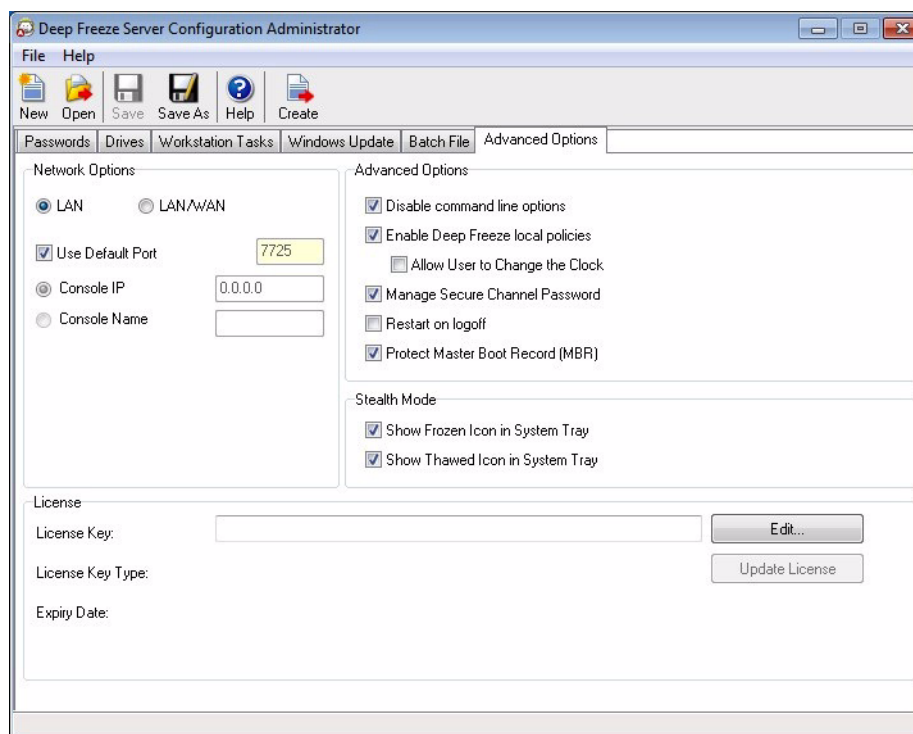 Deep Freeze Server Configuration Administrator
File Help
New Open Save Save As Help Create
Passwords Drives Workstation Tasks Windows Update Batch File Advanced Options
Network Options
LAN LAN/WAN
Use Default Port 7725
Console IP 0.0.0.0
Console Name
Advanced Options
Disable command line options
Enable Deep Freeze local policies
Allow User to Change the Clock
Manage Secure Channel Password
Restart on logoff
Protect Master Boot Record (MBR)
Stealth Mode
Show Frozen Icon in System Tray
Show Thawed Icon in System Tray
License
License Key: Edit...
License Key Type: Update License
Expiry Date: